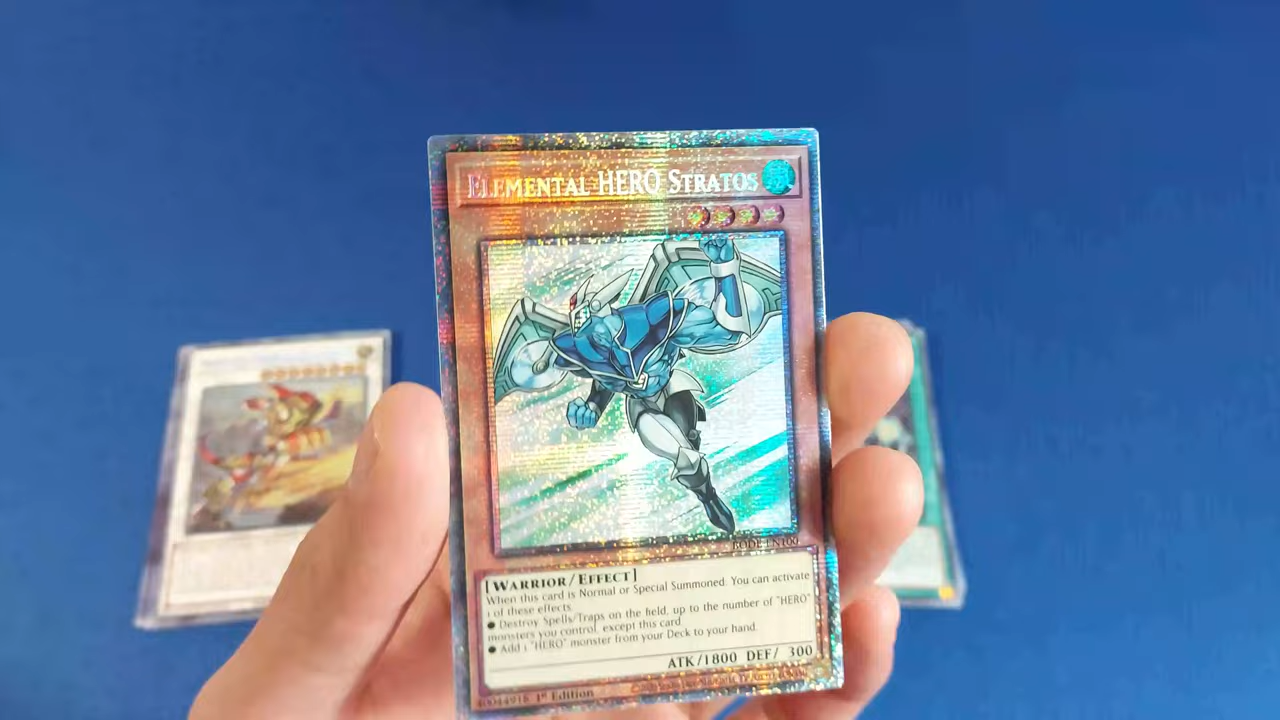 ELEMENTAL HERO STRATOS
BODE-EN100
[WARRIOR/EFFECT]
When this card is Normal or Special Summoned: You can activate
1 of these effects.
● Destroy Spells/Traps on the field, up to the number of "HERO"
monsters you control, except this card.
● Add 1 "HERO" monster from your Deck to your hand.
ATK/1800 DEF/ 300
1st Edition